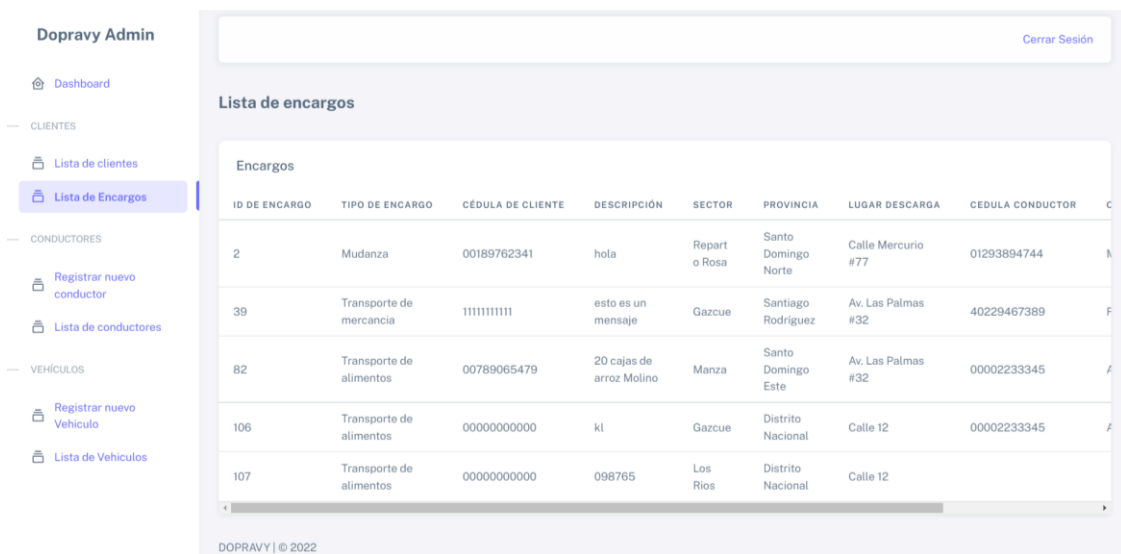 Dopravy Admin
Cerrar Sesión
Dashboard
Lista de encargos
CLIENTES
Lista de clientes
Lista de Encargos
CONDUCTORES
Registrar nuevo
conductor
Lista de conductores
VEHÍCULOS
Registrar nuevo
Vehiculo
Lista de Vehiculos
Encargos
ID DE ENCARGO TIPO DE ENCARGO CÉDULA DE CLIENTE DESCRIPCIÓN SECTOR PROVINCIA LUGAR DESCARGA CEDULA CONDUCTOR
2 Mudanza 00189762341 hola Repart o Rosa Santo Domingo Norte Calle Mercurio #77 01293894744
39 Transporte de mercancia 11111111111 esto es un mensaje Gazcue Santiago Rodríguez Av. Las Palmas #32 40229467389
82 Transporte de alimentos 00789065479 20 cajas de arroz Molino Manza Santo Domingo Este Av. Las Palmas #32 00002233345
106 Transporte de alimentos 00000000000 kl Gazcue Distrito Nacional Calle 12 00002233345
107 Transporte de alimentos 00000000000 098765 Los Rios Distrito Nacional Calle 12
DOPRAVY | © 2022